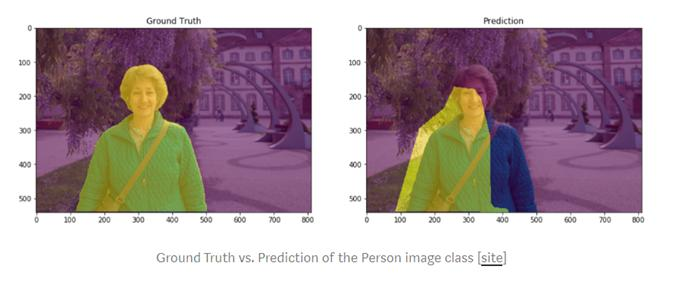 Ground Truth
Prediction
0
100
200
300
400
500
0 100 200 300 400 500 600 700 800
0
100
200
300
400
500
0 100 200 300 400 500 600 700 800
Ground Truth vs. Prediction of the Person image class [site]